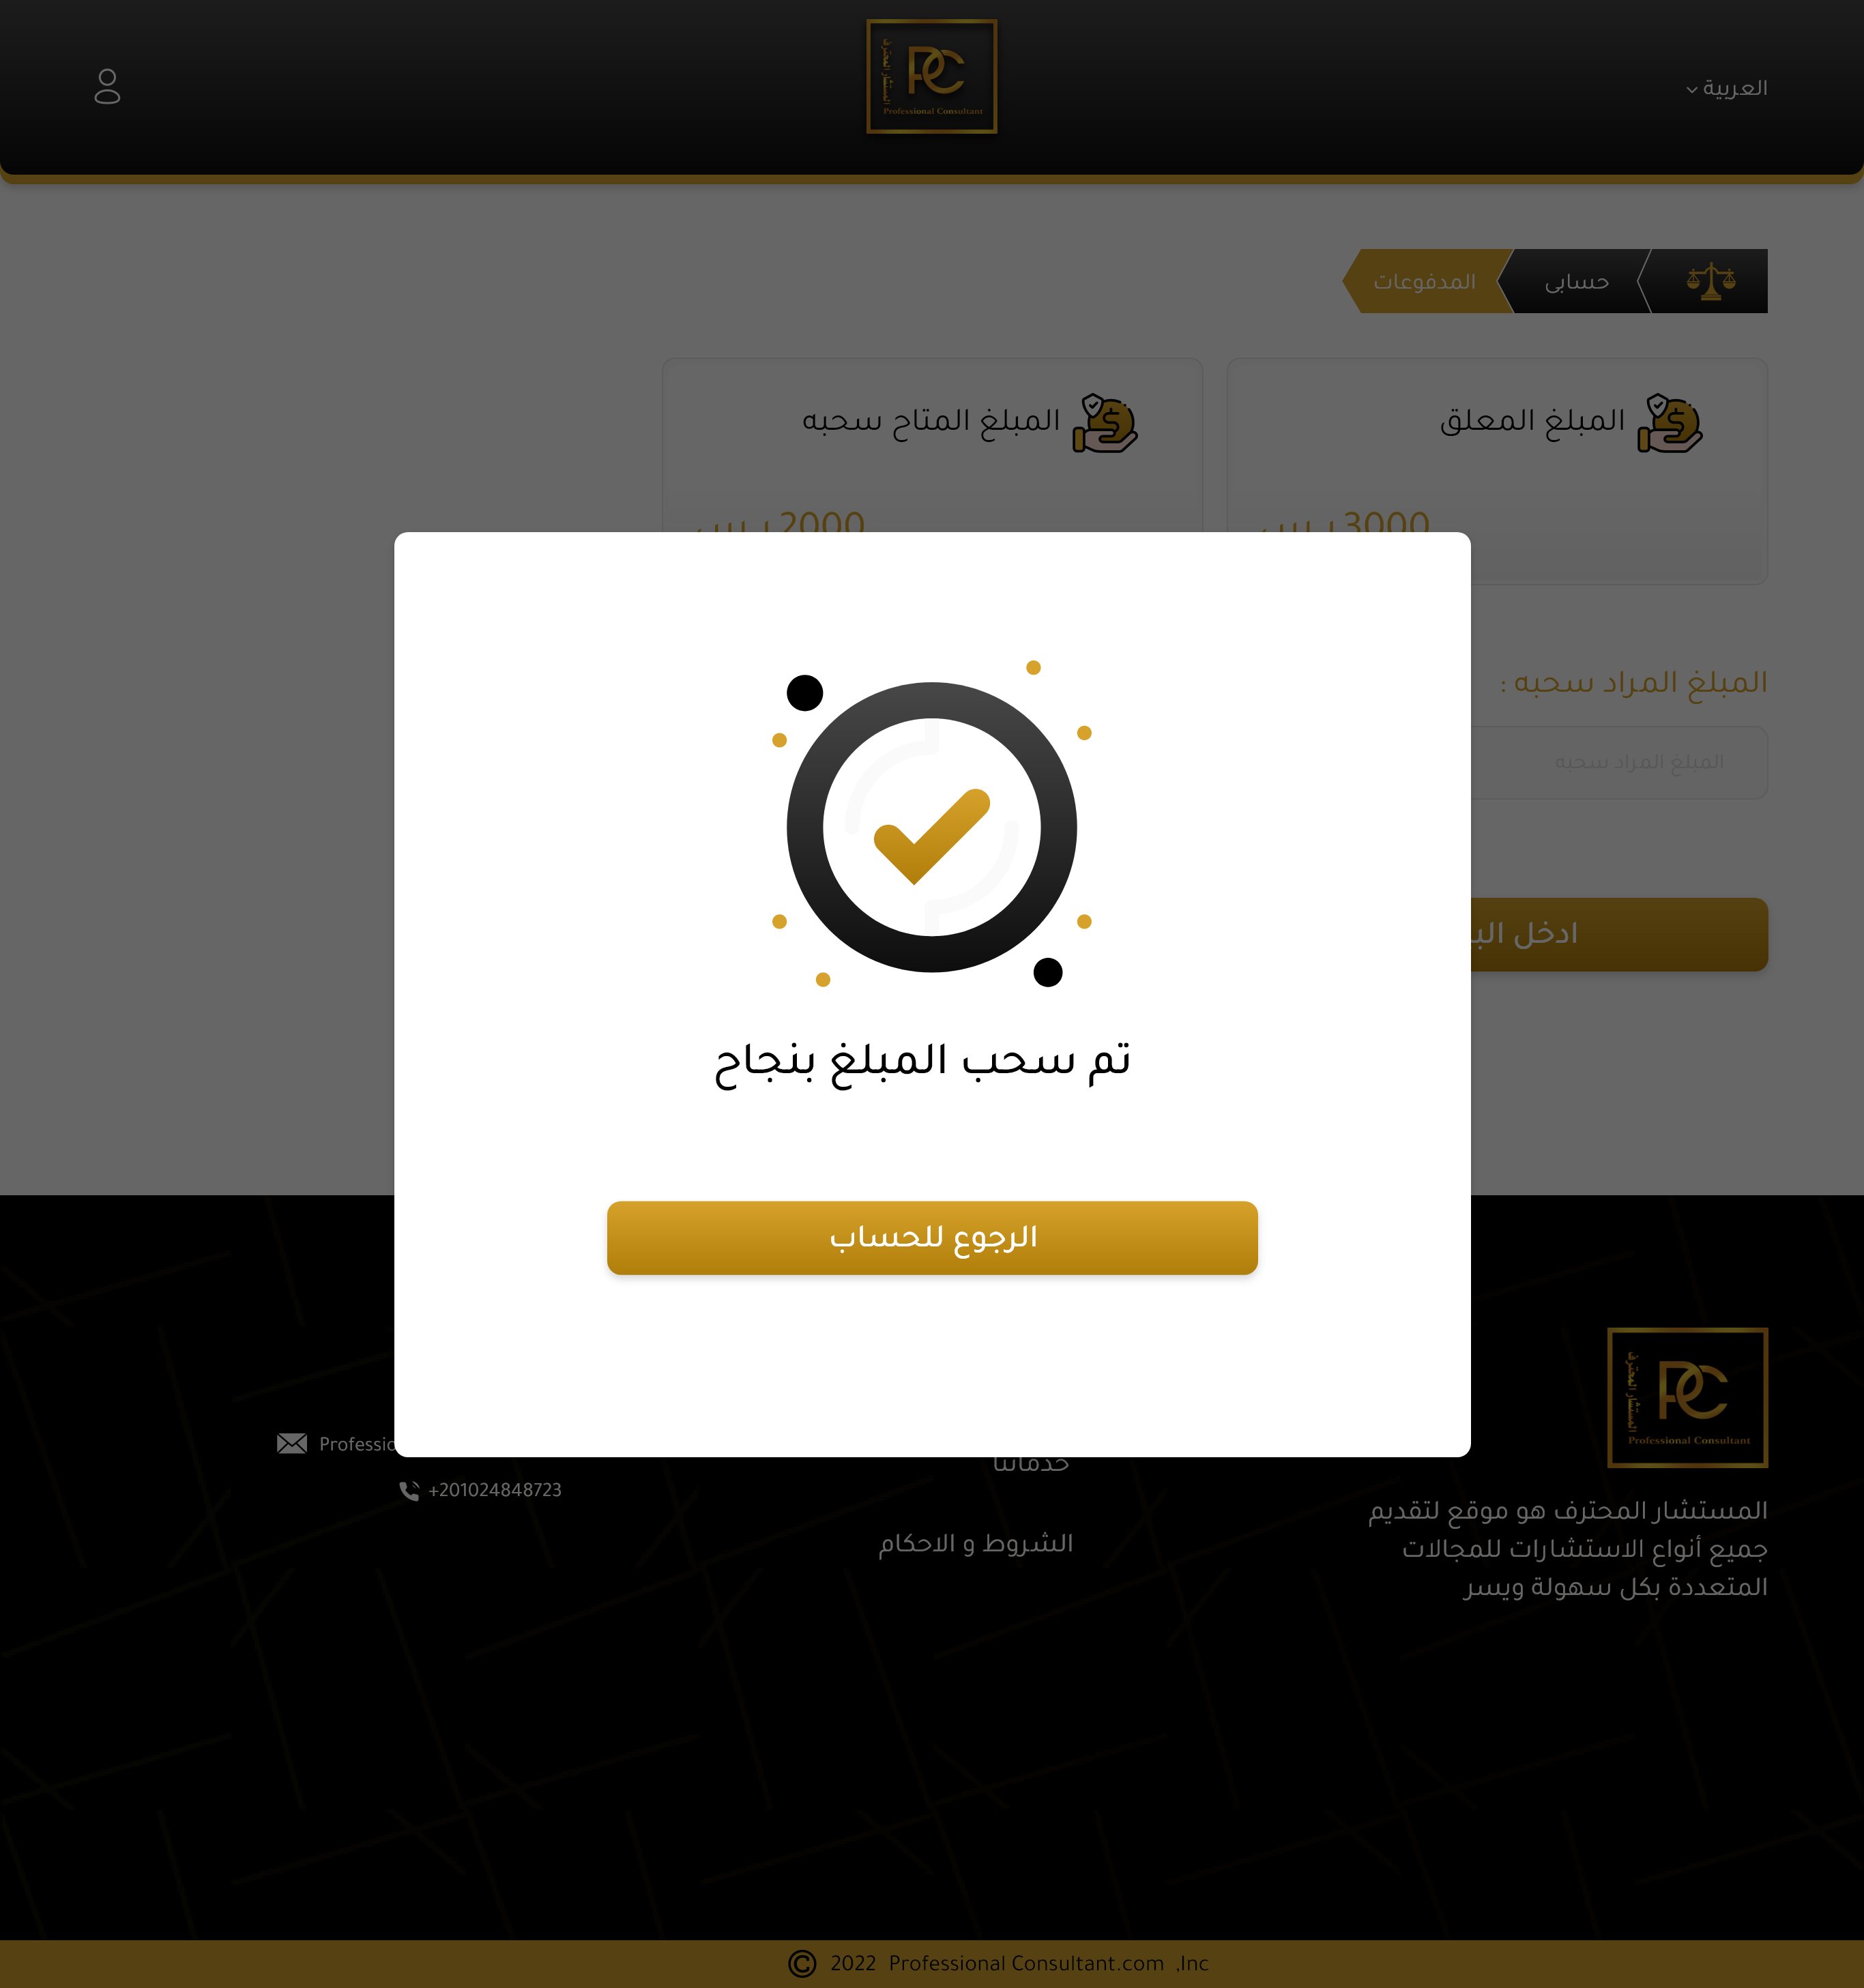 العربية
المستشار المحترف
PC
Professional Consultant
حسابى
المدفوعات
المبلغ المعلق
المبلغ المتاح سحبه
3000 ر.س
2000 ر.س
المبلغ المراد سحبه :
المبلغ المراد سحبه
ادخل الب
تم سحب المبلغ بنجاح
الرجوع للحساب
المستشار المحترف
PC
Professional Consultant
المستشار المحترف هو موقع لتقديم
جميع أنواع الاستشارات للمجالات
المتعددة بكل سهولة ويسر
خدماتنا
الشروط و الاحكام
Professio
+201024848723
© 2022 Professional Consultant.com ,Inc